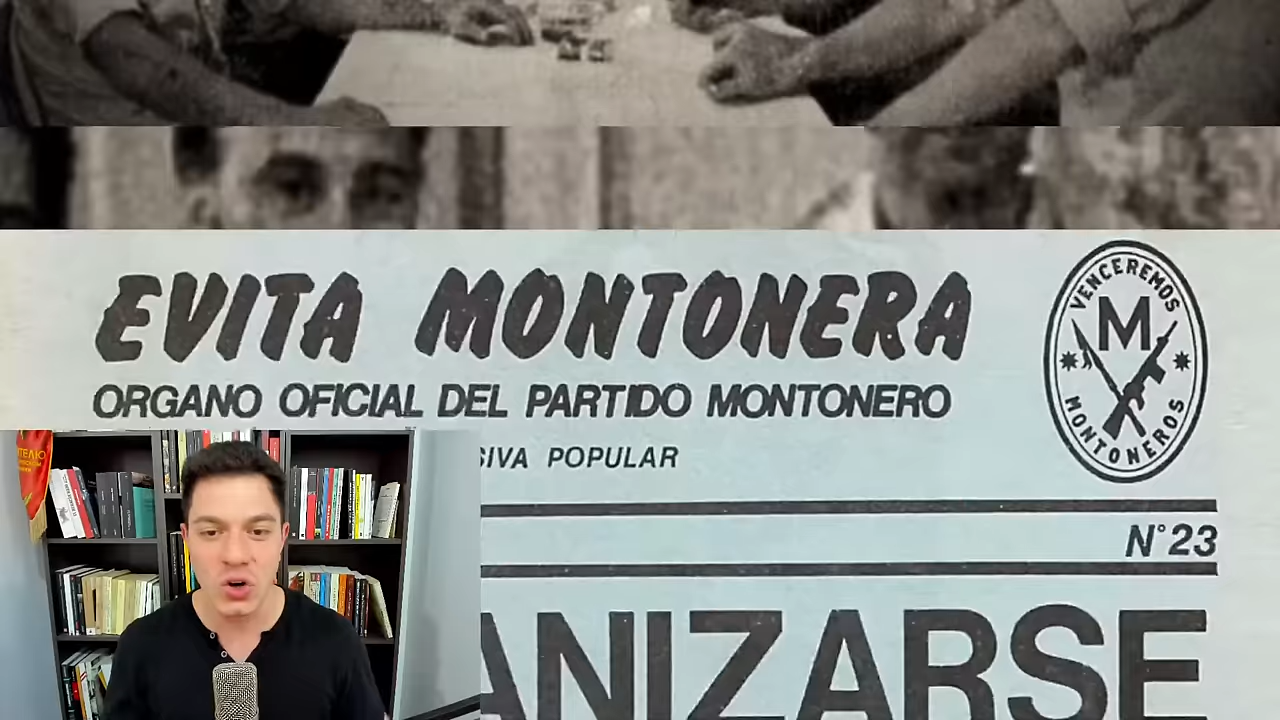 EVITA MONTONERA
ORGANO OFICIAL DEL PARTIDO MONTONERO
SIVA POPULAR
VENCEREMOS
M
MONTONEROS
N°23
ANIZARSE